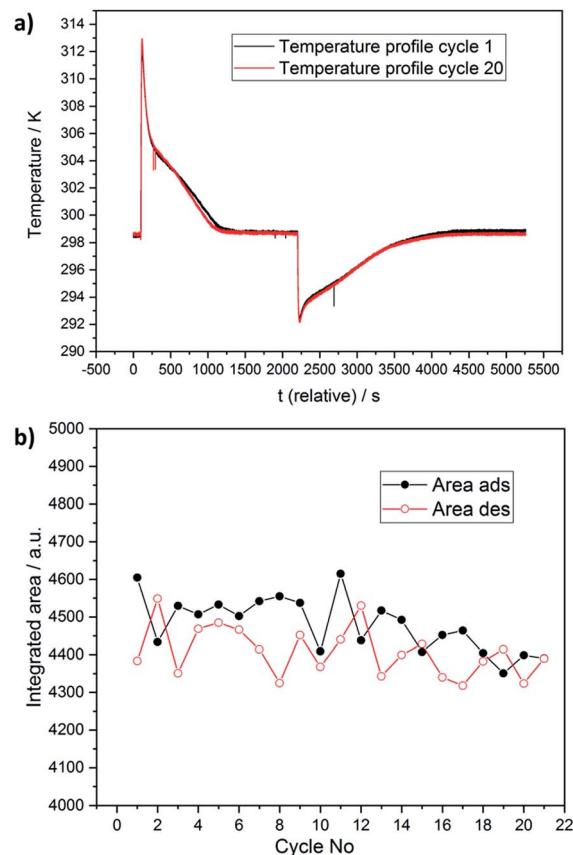 a)
314
312
310
308
306
304
302
300
298
296
294
292
290
Temperature / K
Temperature profile cycle 1
Temperature profile cycle 20
-500 0 500 1000 1500 2000 2500 3000 3500 4000 4500 5000 5500
t (relative) / s
b)
5000
4900
4800
4700
4600
4500
4400
4300
4200
4100
4000
Integrated area / a.u.
Area ads
Area des
0 2 4 6 8 10 12 14 16 18 20 22
Cycle No